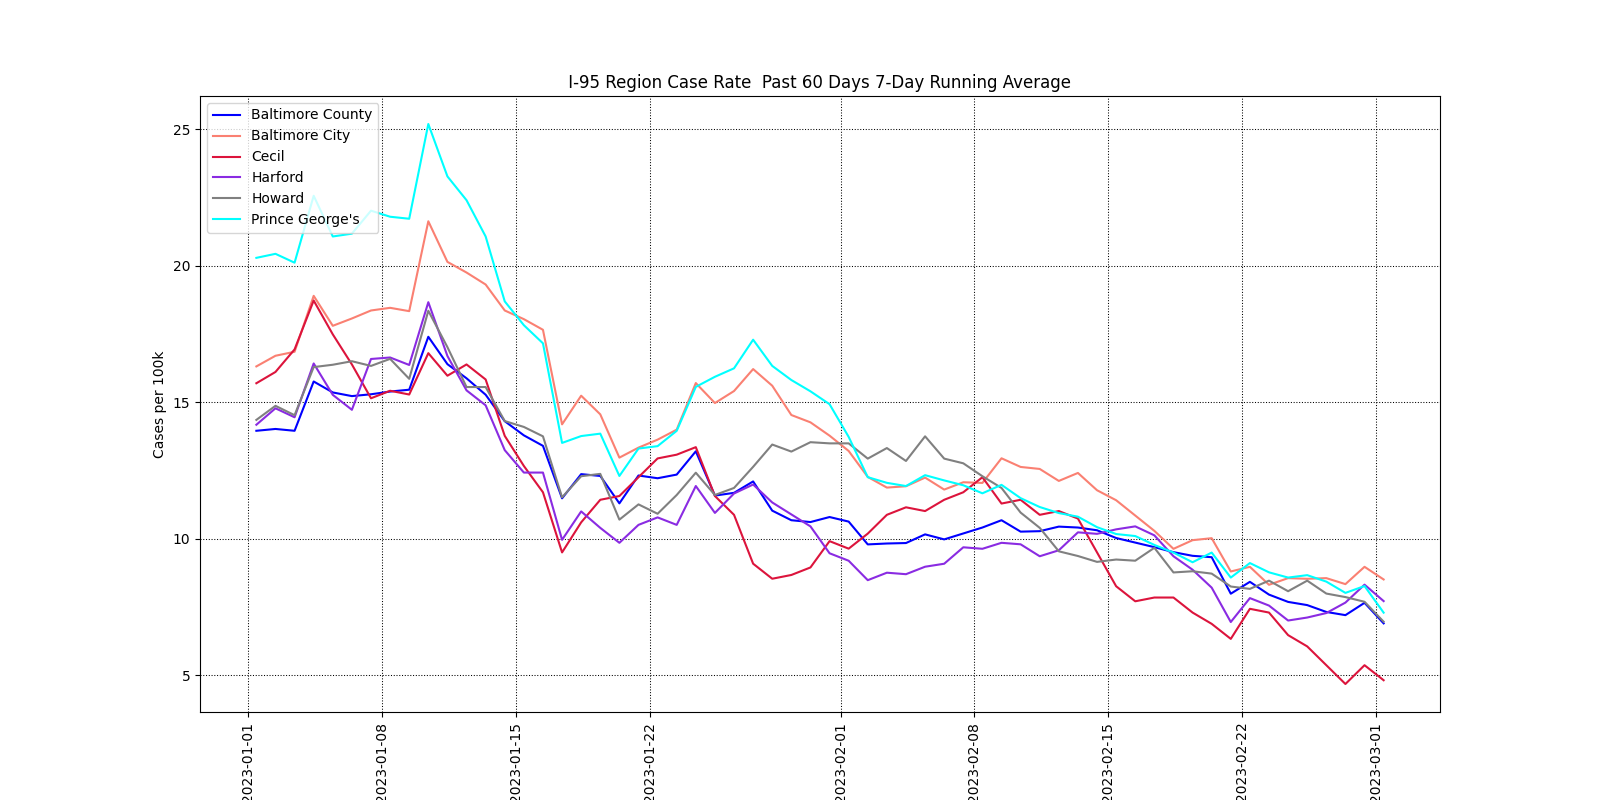 I-95 Region Case Rate  Past 60 Days 7-Day Running Average
Baltimore County
Baltimore City
Cecil
Harford
Howard
Prince George's
Cases per 100k
25
20
15
10
5
2023-01-01
2023-01-08
2023-01-15
2023-01-22
2023-02-01
2023-02-08
2023-02-15
2023-02-22
2023-03-01